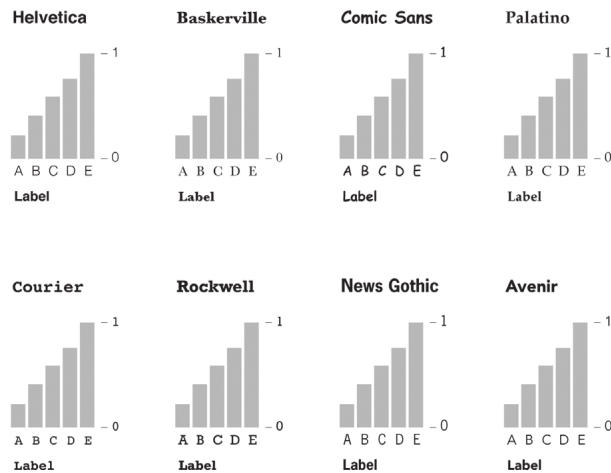 Helvetica Baskerville Comic Sans Palatino
1 1 1 1
0 0 0 0
A B C D E A B C D E A B C D E A B C D E
Label Label Label Label
Courier Rockwell News Gothic Avenir
1 1 1 1
0 0 0 0
A B C D E A B C D E A B C D E A B C D E
Label Label Label Label